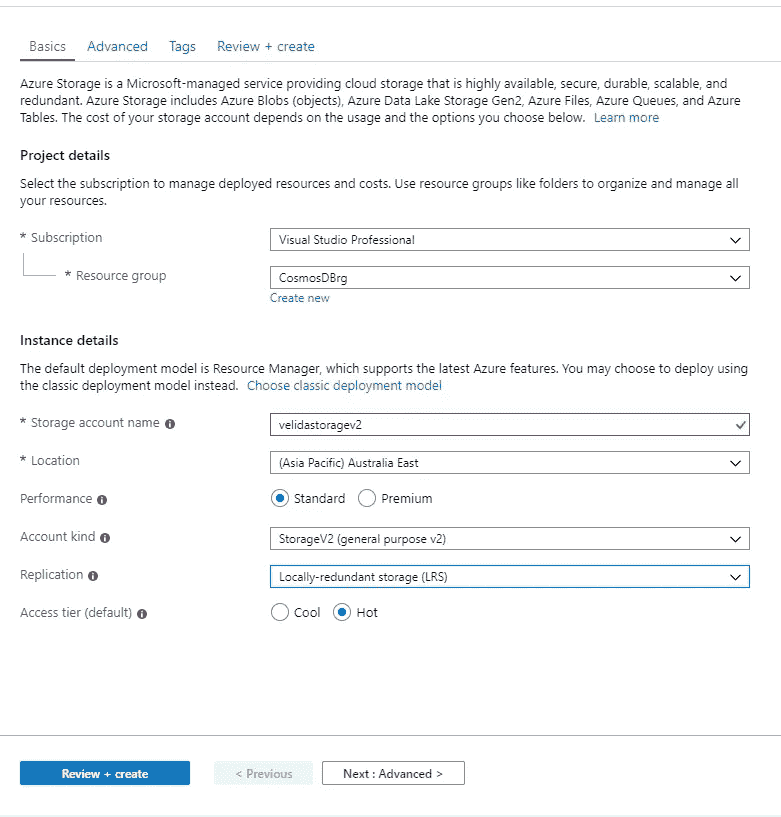 Basics Advanced Tags Review + create
Azure Storage is a Microsoft-managed service providing cloud storage that is highly available, secure, durable, scalable, and
redundant. Azure Storage includes Azure Blobs (objects), Azure Data Lake Storage Gen2, Azure Files, Azure Queues, and Azure
Tables. The cost of your storage account depends on the usage and the options you choose below. Learn more
Project details
Select the subscription to manage deployed resources and costs. Use resource groups like folders to organize and manage all
your resources.
* Subscription Visual Studio Professional
* Resource group CosmosDBrg
Create new
Instance details
The default deployment model is Resource Manager, which supports the latest Azure features. You may choose to deploy using
the classic deployment model instead. Choose classic deployment model
* Storage account name velidastoragev2
* Location (Asia Pacific) Australia East
Performance Standard Premium
Account kind StorageV2 (general purpose v2)
Replication Locally-redundant storage (LRS)
Access tier (default) Cool Hot
Review + create < Previous Next : Advanced >